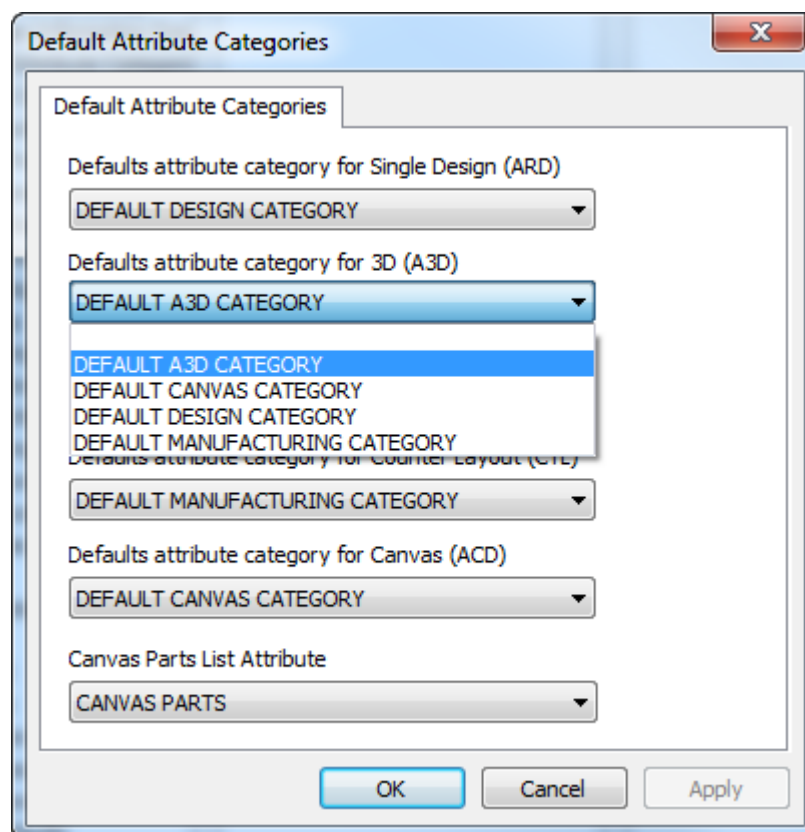 Default Attribute Categories
Default Attribute Categories
Defaults attribute category for Single Design (ARD)
DEFAULT DESIGN CATEGORY
Defaults attribute category for 3D (A3D)
DEFAULT A3D CATEGORY
DEFAULT A3D CATEGORY
DEFAULT CANVAS CATEGORY
DEFAULT DESIGN CATEGORY
DEFAULT MANUFACTURING CATEGORY
Defaults attribute category for Counter Layout (CTL)
DEFAULT MANUFACTURING CATEGORY
Defaults attribute category for Canvas (ACD)
DEFAULT CANVAS CATEGORY
Canvas Parts List Attribute
CANVAS PARTS
OK Cancel Apply